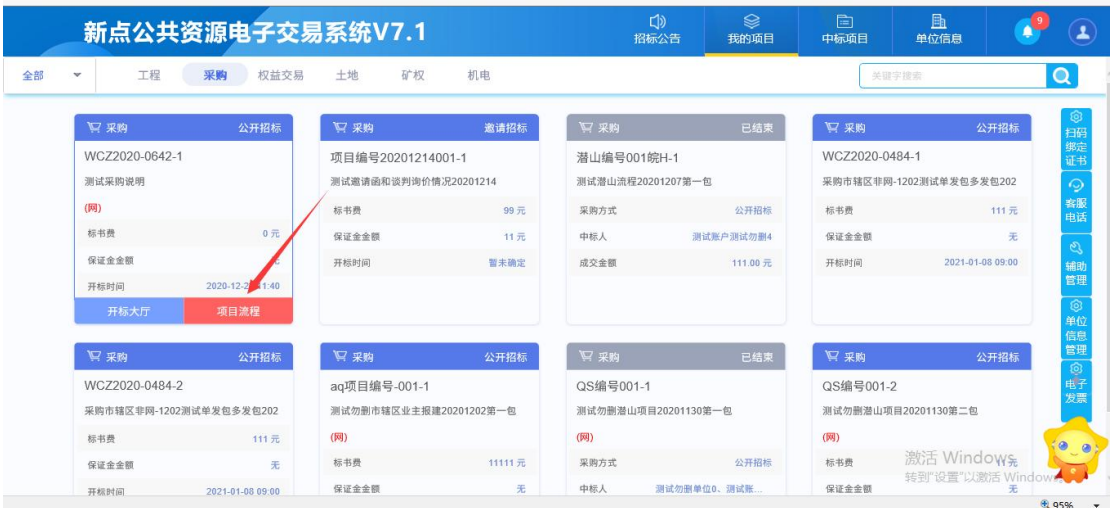 新点公共资源电子交易系统V7.1
招标公告
我的项目
中标项目
单位信息
9
全部
工程
采购
权益交易
土地
矿权
机电
关键字搜索
采购 公开招标
WCZ2020-0642-1
测试采购说明
(网)
标书费 0 元
保证金金额
开标时间 2020-12-2 1:40
开标大厅 项目流程
采购 邀请招标
项目编号20201214001-1
测试邀请函和谈判询价情况20201214
标书费 99 元
保证金金额 11 元
开标时间 暂未确定
采购 已结束
潜山编号001皖H-1
测试潜山流程20201207第一包
采购方式 公开招标
中标人 测试账户测试勿删4
成交金额 111.00 元
采购 公开招标
WCZ2020-0484-1
采购市辖区非网-1202测试单发包多发包202
标书费 111 元
保证金金额 无
开标时间 2021-01-08 09:00
采购 公开招标
WCZ2020-0484-2
采购市辖区非网-1202测试单发包多发包202
标书费 111 元
保证金金额 无
开标时间 2021-01-08 09:00
采购 公开招标
aq项目编号-001-1
测试勿删市辖区业主报建20201202第一包
(网)
标书费 11111 元
保证金金额 无
采购 已结束
QS编号001-1
测试勿删潜山项目20201130第一包
(网)
采购方式 公开招标
中标人 测试勿删单位0、测试账...
采购 公开招标
QS编号001-2
测试勿删潜山项目20201130第二包
(网)
标书费
保证金金额 无
扫码
绑定
证书
客服
电话
辅助
管理
单位
信息
管理
电子
发票
激活 Windows
转到"设置"以激活 Window
95%